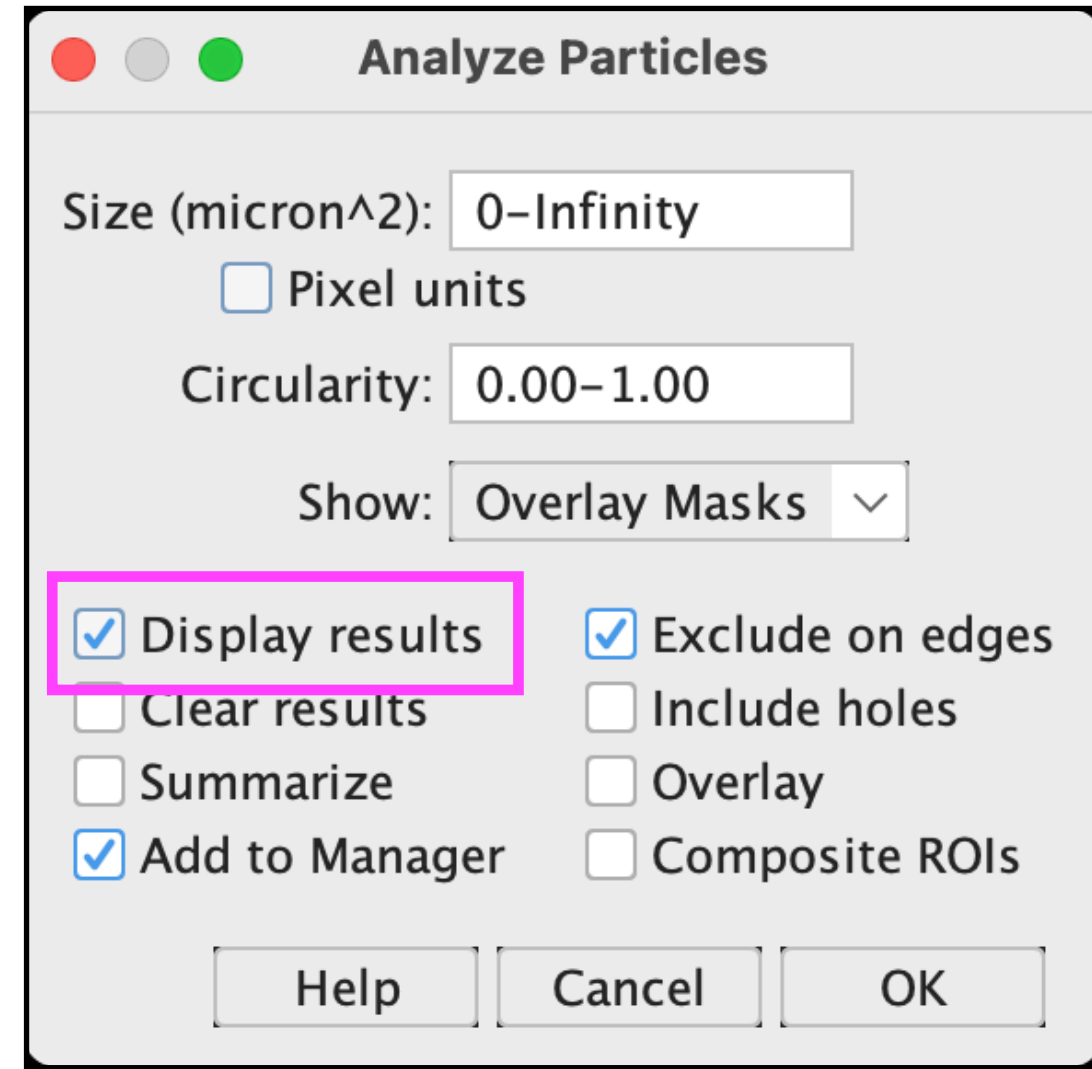 Analyze Particles
Size (micron^2): 0-Infinity
Pixel units
Circularity: 0.00-1.00
Show: Overlay Masks
Display results Exclude on edges
Clear results Include holes
Summarize Overlay
Add to Manager Composite ROIs
Help Cancel OK